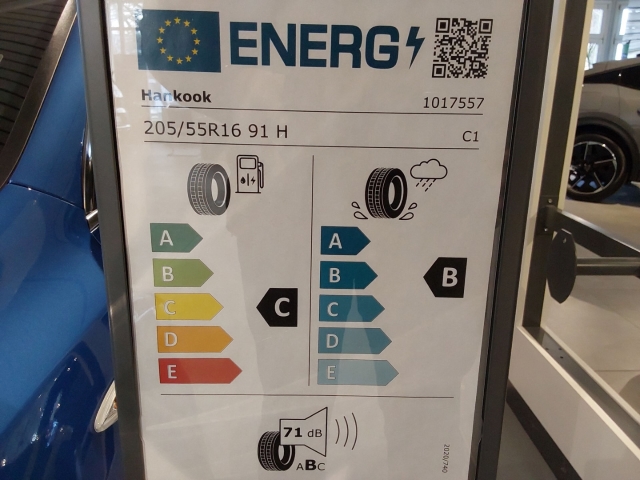 ENERG
Hankook 1017557
205/55R16 91 H C1
A A
B B B
C C C
D D
E E
71 dB
ABC
2020/740